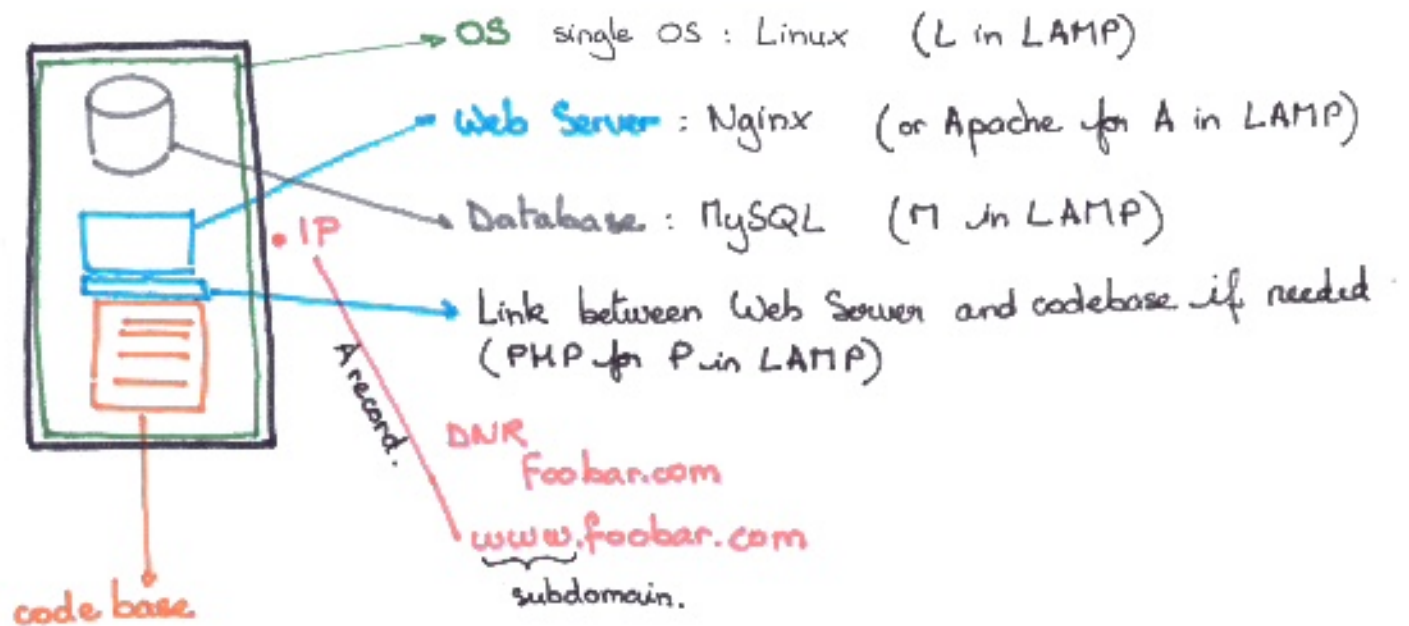 OS single OS : Linux (L in LAMP)
Web Server : Nginx (or Apache for A in LAMP)
Database : MySQL (M in LAMP)
• IP
Link between Web Server and codebase if needed
(PHP for P in LAMP)
A record.
DNR
foobar.com
www.foobar.com
subdomain.
code base